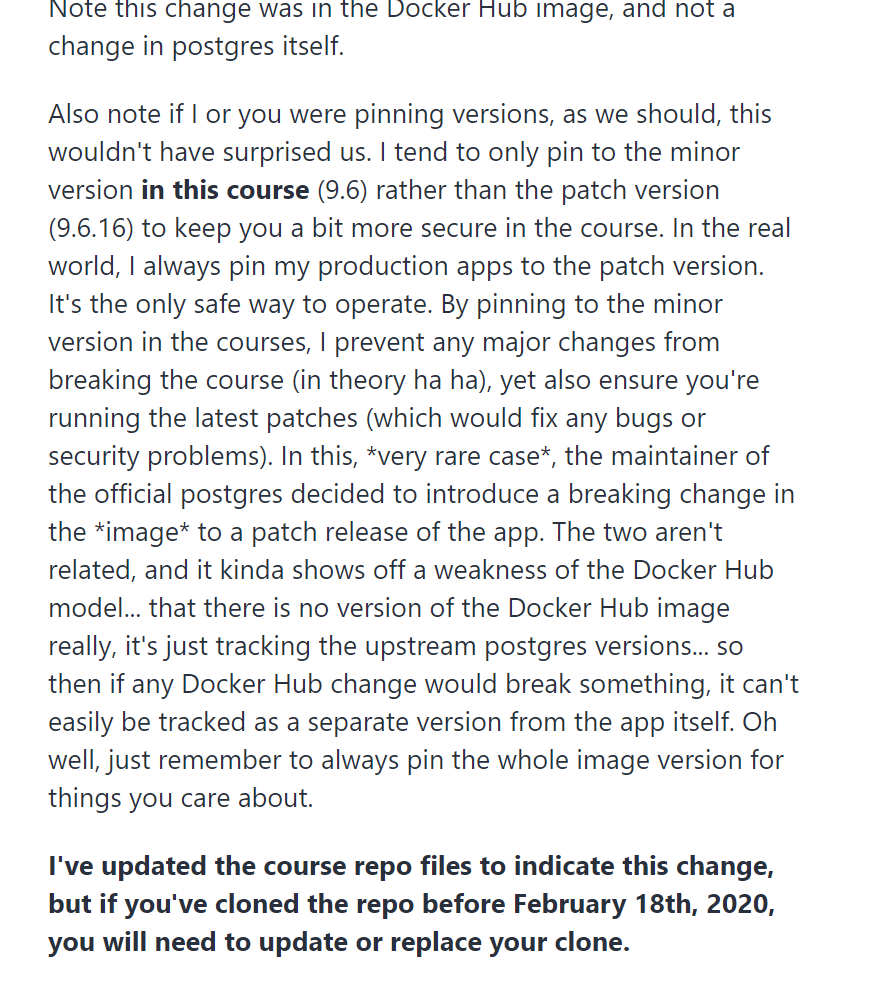 Note this change was in the Docker Hub image, and not a
change in postgres itself.
Also note if I or you were pinning versions, as we should, this
wouldn't have surprised us. I tend to only pin to the minor
version in this course (9.6) rather than the patch version
(9.6.16) to keep you a bit more secure in the course. In the real
world, I always pin my production apps to the patch version.
It's the only safe way to operate. By pinning to the minor
version in the courses, I prevent any major changes from
breaking the course (in theory ha ha), yet also ensure you're
running the latest patches (which would fix any bugs or
security problems). In this, *very rare case*, the maintainer of
the official postgres decided to introduce a breaking change in
the *image* to a patch release of the app. The two aren't
related, and it kinda shows off a weakness of the Docker Hub
model... that there is no version of the Docker Hub image
really, it's just tracking the upstream postgres versions... so
then if any Docker Hub change would break something, it can't
easily be tracked as a separate version from the app itself. Oh
well, just remember to always pin the whole image version for
things you care about.
I've updated the course repo files to indicate this change,
but if you've cloned the repo before February 18th, 2020,
you will need to update or replace your clone.